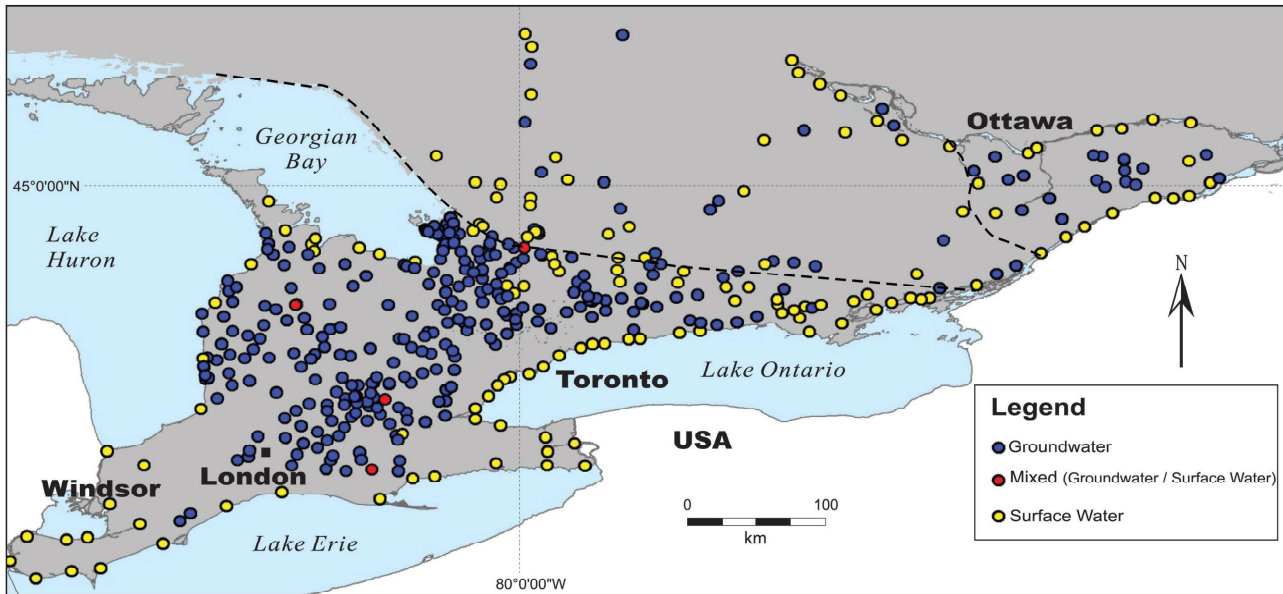 Georgian
Bay
Ottawa
45°0'00"N
Lake
Huron
N
Toronto
Lake Ontario
Legend
USA
Groundwater
London
Mixed (Groundwater / Surface Water)
Windsor
0 100
km
Surface Water
Lake Erie
80°0'00"W